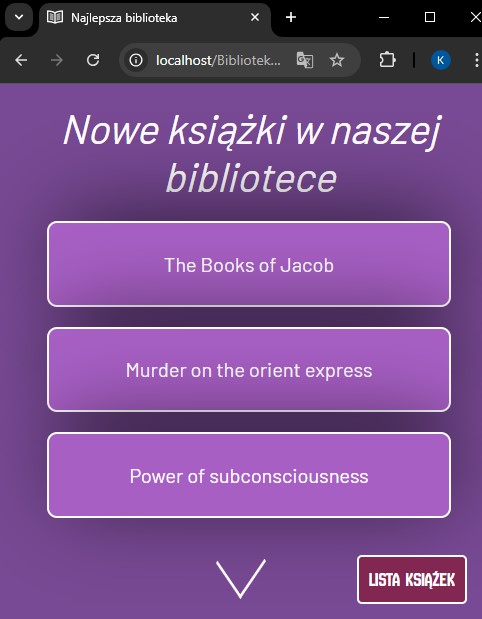 Najlepsza biblioteka
localhost/Bibliotek...
K
Nowe książki w naszej
bibliotece
The Books of Jacob
Murder on the orient express
Power of subconsciousness
LISTA KSIĄŻEK